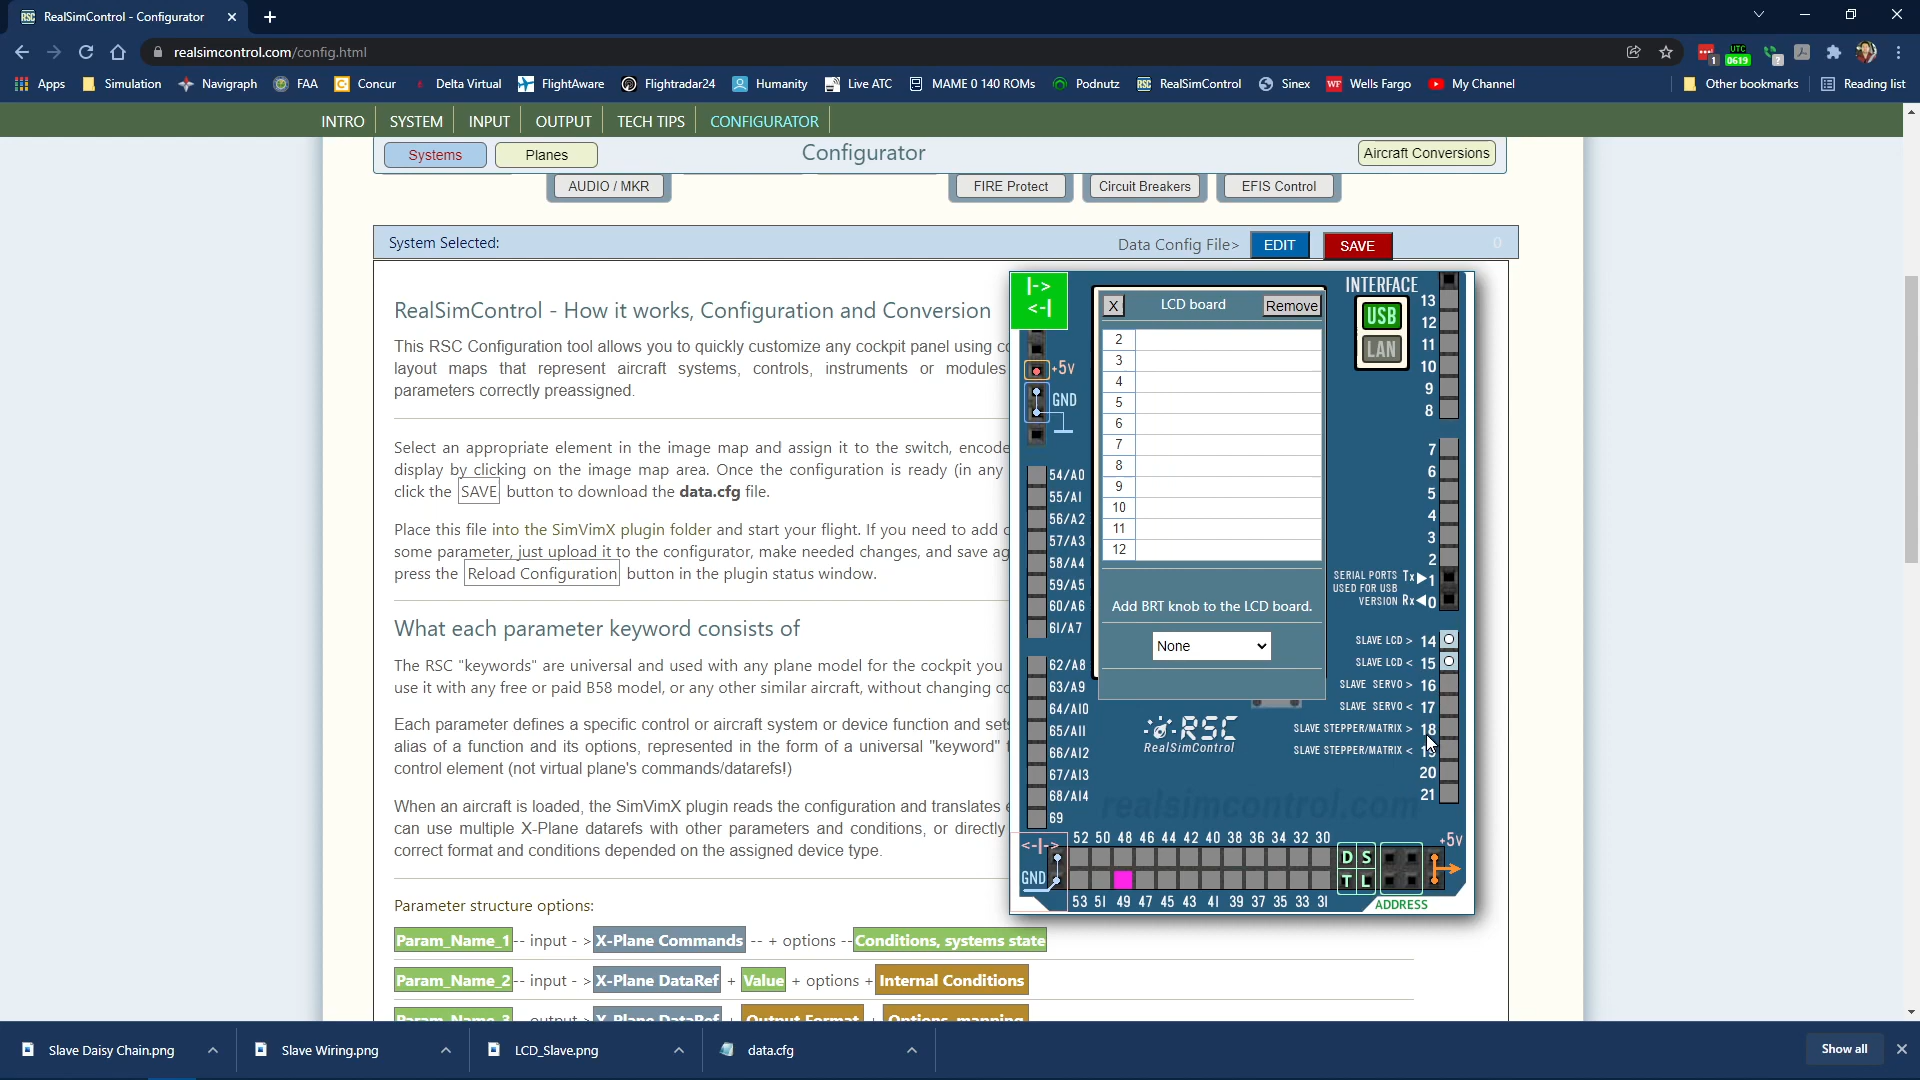 RealSimControl - Configurator
realsimcontrol.com/config.html
1
UTC
0619
?
Apps
Simulation
Navigraph
FAA
Concur
Delta Virtual
FlightAware
Flightradar24
Humanity
Live ATC
MAME 0 140 ROMs
Podnutz
RSC
RealSimControl
Sinex
WF
Wells Fargo
My Channel
Other bookmarks
Reading list
INTRO
SYSTEM
INPUT
OUTPUT
TECH TIPS
CONFIGURATOR
Systems
Planes
Configurator
Aircraft Conversions
AUDIO / MKR
FIRE Protect
Circuit Breakers
EFIS Control
System Selected:
Data Config File>
EDIT
SAVE
0
RealSimControl - How it works, Configuration and Conversion
This RSC Configuration tool allows you to quickly customize any cockpit panel using
layout maps that represent aircraft systems, controls, instruments or modules
parameters correctly preassigned.
Select an appropriate element in the image map and assign it to the switch, encode
display by clicking on the image map area. Once the configuration is ready (in any
click the SAVE button to download the data.cfg file.
Place this file into the SimVimX plugin folder and start your flight. If you need to add
some parameter, just upload it to the configurator, make needed changes, and save ag
press the Reload Configuration button in the plugin status window.
What each parameter keyword consists of
The RSC "keywords" are universal and used with any plane model for the cockpit you
use it with any free or paid B58 model, or any other similar aircraft, without changing
Each parameter defines a specific control or aircraft system or device function and set
alias of a function and its options, represented in the form of a universal "keyword"
control element (not virtual plane's commands/datarefs!)
When an aircraft is loaded, the SimVimX plugin reads the configuration and translates
can use multiple X-Plane datarefs with other parameters and conditions, or directly
correct format and conditions depended on the assigned device type.
Parameter structure options:
Param_Name_1 -- input - > X-Plane Commands -- + options -- Conditions, systems state
Param_Name_2 -- input - > X-Plane DataRef + Value + options + Internal Conditions
Param_Name_3 output X-Plane DataRef Output Format + Options, mapping
|->
<-|
+5v
GND
54/A0
55/A1
56/A2
57/A3
58/A4
59/A5
60/A6
61/A7
62/A8
63/A9
64/A10
65/A11
66/A12
67/A13
68/A14
69
X
LCD board
Remove
2
3
4
5
6
7
8
9
10
11
12
Add BRT knob to the LCD board.
None
INTERFACE
USB
LAN
13
12
11
10
9
8
7
6
5
4
3
2
SERIAL PORTS Tx 1
USED FOR USB
VERSION Rx 0
SLAVE LCD > 14
SLAVE LCD < 15
SLAVE SERVO > 16
SLAVE SERVO < 17
SLAVE STEPPER/MATRIX > 18
SLAVE STEPPER/MATRIX < 19
20
21
RSC
RealSimControl
realsimcontrol.com
52 50 48 46 44 42 40 38 36 34 32 30
+5v
<-|->
GND
D S
T L
53 51 49 47 45 43 41 39 37 35 33 31
ADDRESS
Slave Daisy Chain.png
Slave Wiring.png
LCD_Slave.png
data.cfg
Show all